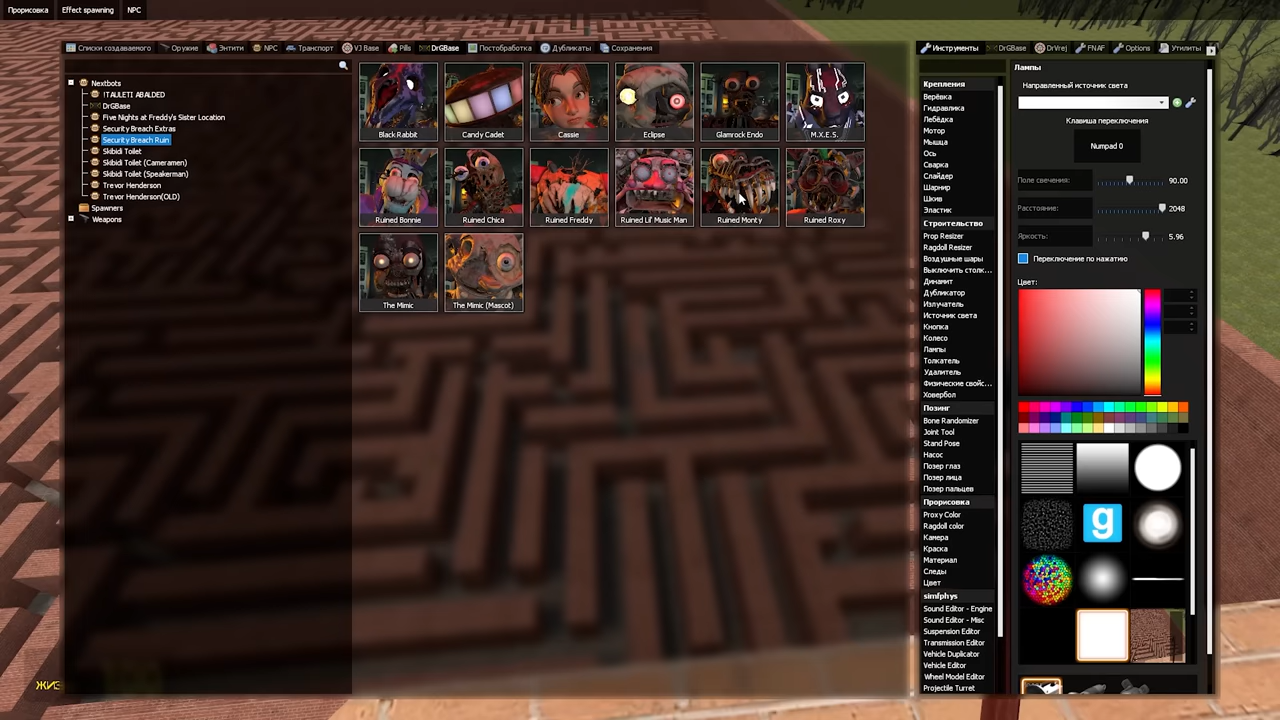 Прорисовка Effect spawning NPC
Списки создаваемого Оружие Энтити NPC Транспорт VJ Base Pills DrGBase Постобработка Дубликаты Сохранения
Nextbots
ITAULETI ABALDED
DrGBase
Five Nights at Freddy's Sister Location
Security Breach Extras
Security Breach Ruin
Skibidi Toilet
Skibidi Toilet (Cameramen)
Skibidi Toilet (Speakerman)
Trevor Henderson
Trevor Henderson(OLD)
Spawners
Weapons
Black Rabbit Candy Cadet Cassie Eclipse Glamrock Endo M.X.E.S.
Ruined Bonnie Ruined Chica Ruined Freddy Ruined Lil' Music Man Ruined Monty Ruined Roxy
The Mimic The Mimic (Mascot)
Инструменты DrGBase DrVrej FNAF Options Утилиты
Крепления
Верёвка
Гидравлика
Лебёдка
Мотор
Мышца
Ось
Сварка
Слайдер
Шарнир
Шкив
Эластик
Строительство
Prop Resizer
Ragdoll Resizer
Воздушные шары
Выключить столк...
Динамит
Дубликатор
Излучатель
Источник света
Кнопка
Колесо
Лампы
Толкатель
Удалитель
Физические свойс...
Ховербол
Позинг
Bone Randomizer
Joint Tool
Stand Pose
Насос
Позер глаз
Позер лица
Позер пальцев
Прорисовка
Proxy Color
Ragdoll color
Камера
Краска
Материал
Следы
Цвет
simfphys
Sound Editor - Engine
Sound Editor - Misc
Suspension Editor
Transmission Editor
Vehicle Duplicator
Vehicle Editor
Wheel Model Editor
Projectile Turret
Лампы
Направленный источник света
Клавиша переключения
Numpad 0
Поле свечения: 90.00
Расстояние: 2048
Яркость: 5.96
Переключение по нажатию
Цвет:
g